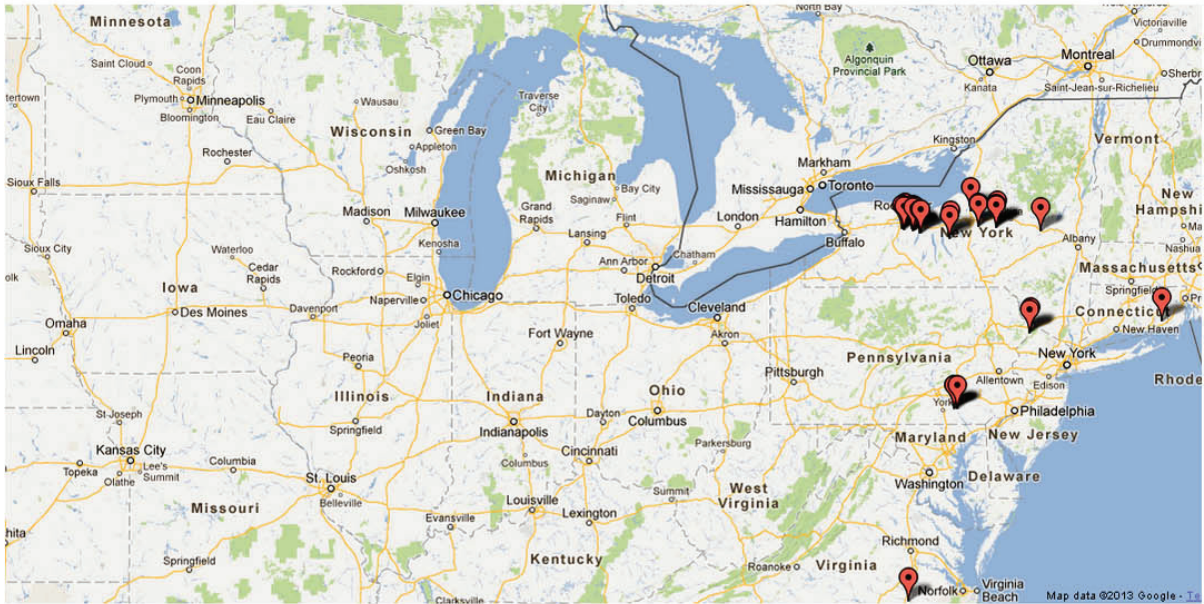 Minnesota
North Bay
Victoriaville
Drummondv
Saint Cloud
Coon
Rapids
Algonquin
Provincial Park
Ottawa
Montreal
Sherbr
Plymouth
Minneapolis
Traverse
City
Kanata
Saint-Jean-sur-Richelieu
Bloomington
Eau Claire
Wausau
Wisconsin
Green Bay
Appleton
Kingston
Vermont
Rochester
Oshkosh
Markham
Sioux Falls
Michigan
Mississauga
Toronto
Bay City
Saginaw
New
Hampshir
Madison
Milwaukee
Grand
Rapids
Flint
London
Hamilton
Buffalo
New York
Sioux City
Kenosha
Lansing
Albany
Waterloo
Ann Arbor
Chatham
Detroit
Massachusetts
Cedar
Rapids
Rockford
Elgin
Springfield
Iowa
Naperville
Chicago
Toledo
Cleveland
Connecticut
Des Moines
Davenport
Joliet
Akron
New Haven
Omaha
Fort Wayne
Lincoln
Peoria
Pennsylvania
New York
Pittsburgh
Allentown
Edison
Rhode
Illinois
Indiana
Ohio
York
St Joseph
Springfield
Dayton
Columbus
Philadelphia
Indianapolis
Maryland
New Jersey
Kansas City
Columbus
Cincinnati
Parkersburg
Topeka
Lee's
Summit
Olathe
Columbia
Washington
Delaware
St. Louis
Belleville
West
Virginia
Missouri
Louisville
Summit
Evansville
Lexington
Richmond
Springfield
Kentucky
Roanoke
Virginia
Norfolk
Virginia
Beach
Clarksville
Map data ©2013 Google -